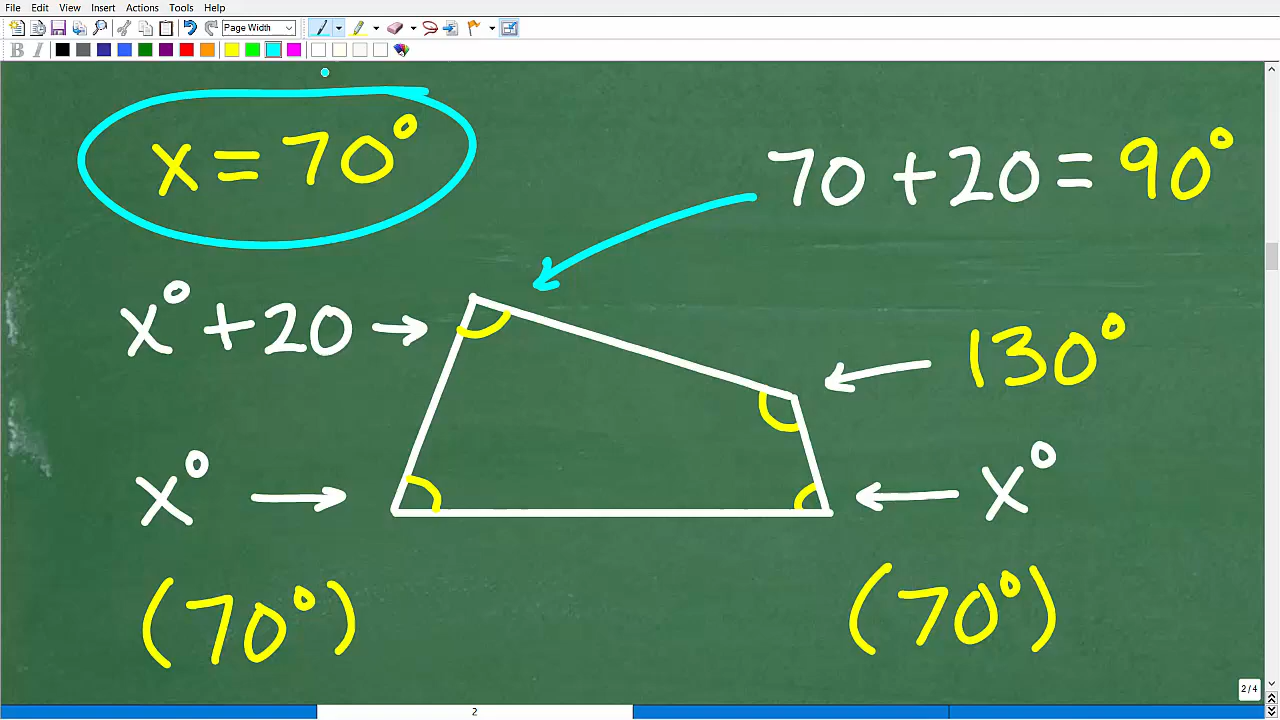 File Edit View Insert Actions Tools Help
Page Width
B I
x = 70°
70 + 20 = 90°
x° + 20 →
← 130°
x° →
← x°
(70°)
(70°)
2 / 4
2